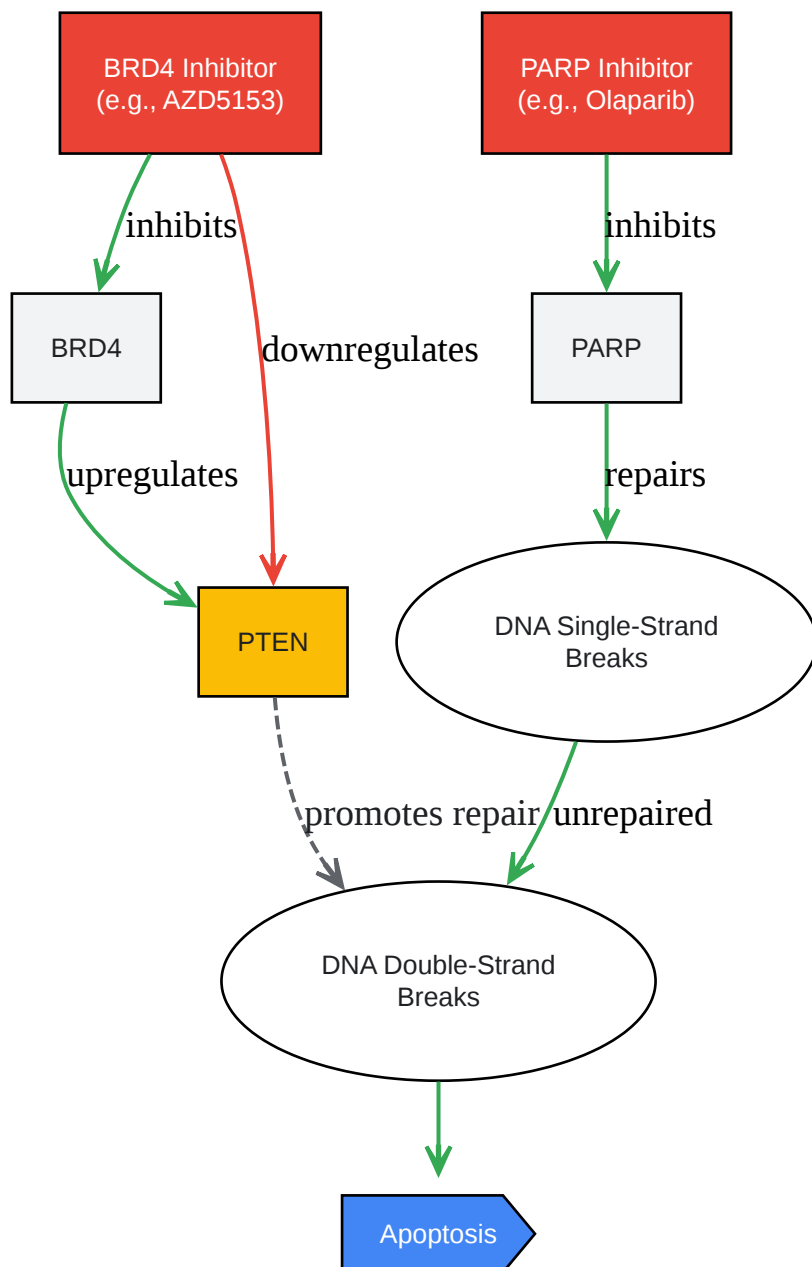 BRD4 Inhibitor
(e.g., AZD5153)
PARP Inhibitor
(e.g., Olaparib)
inhibits
inhibits
BRD4
downregulates
PARP
upregulates
repairs
PTEN
DNA Single-Strand
Breaks
promotes repair
unrepaired
DNA Double-Strand
Breaks
Apoptosis